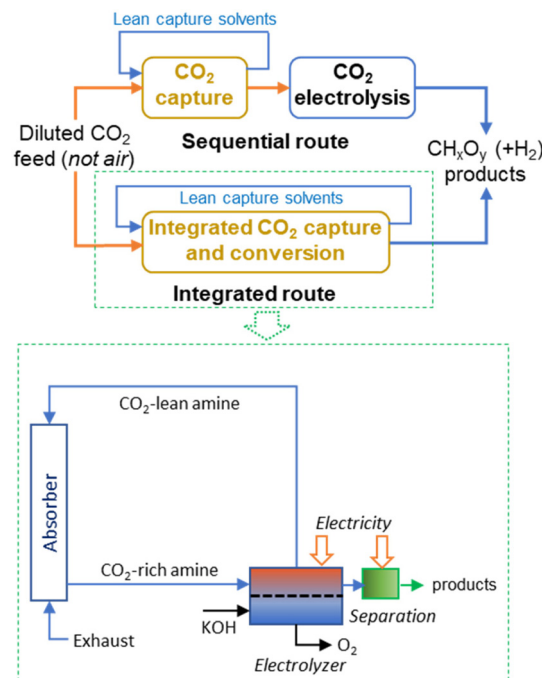 Lean capture solvents
CO₂
capture
CO₂
electrolysis
Diluted CO₂
feed (not air)
Sequential route
CHₓOᵧ (+H₂)
products
Lean capture solvents
Integrated CO₂ capture
and conversion
Integrated route
CO₂-lean amine
Absorber
Electricity
CO₂-rich amine
products
KOH
Separation
Exhaust
O₂
Electrolyzer